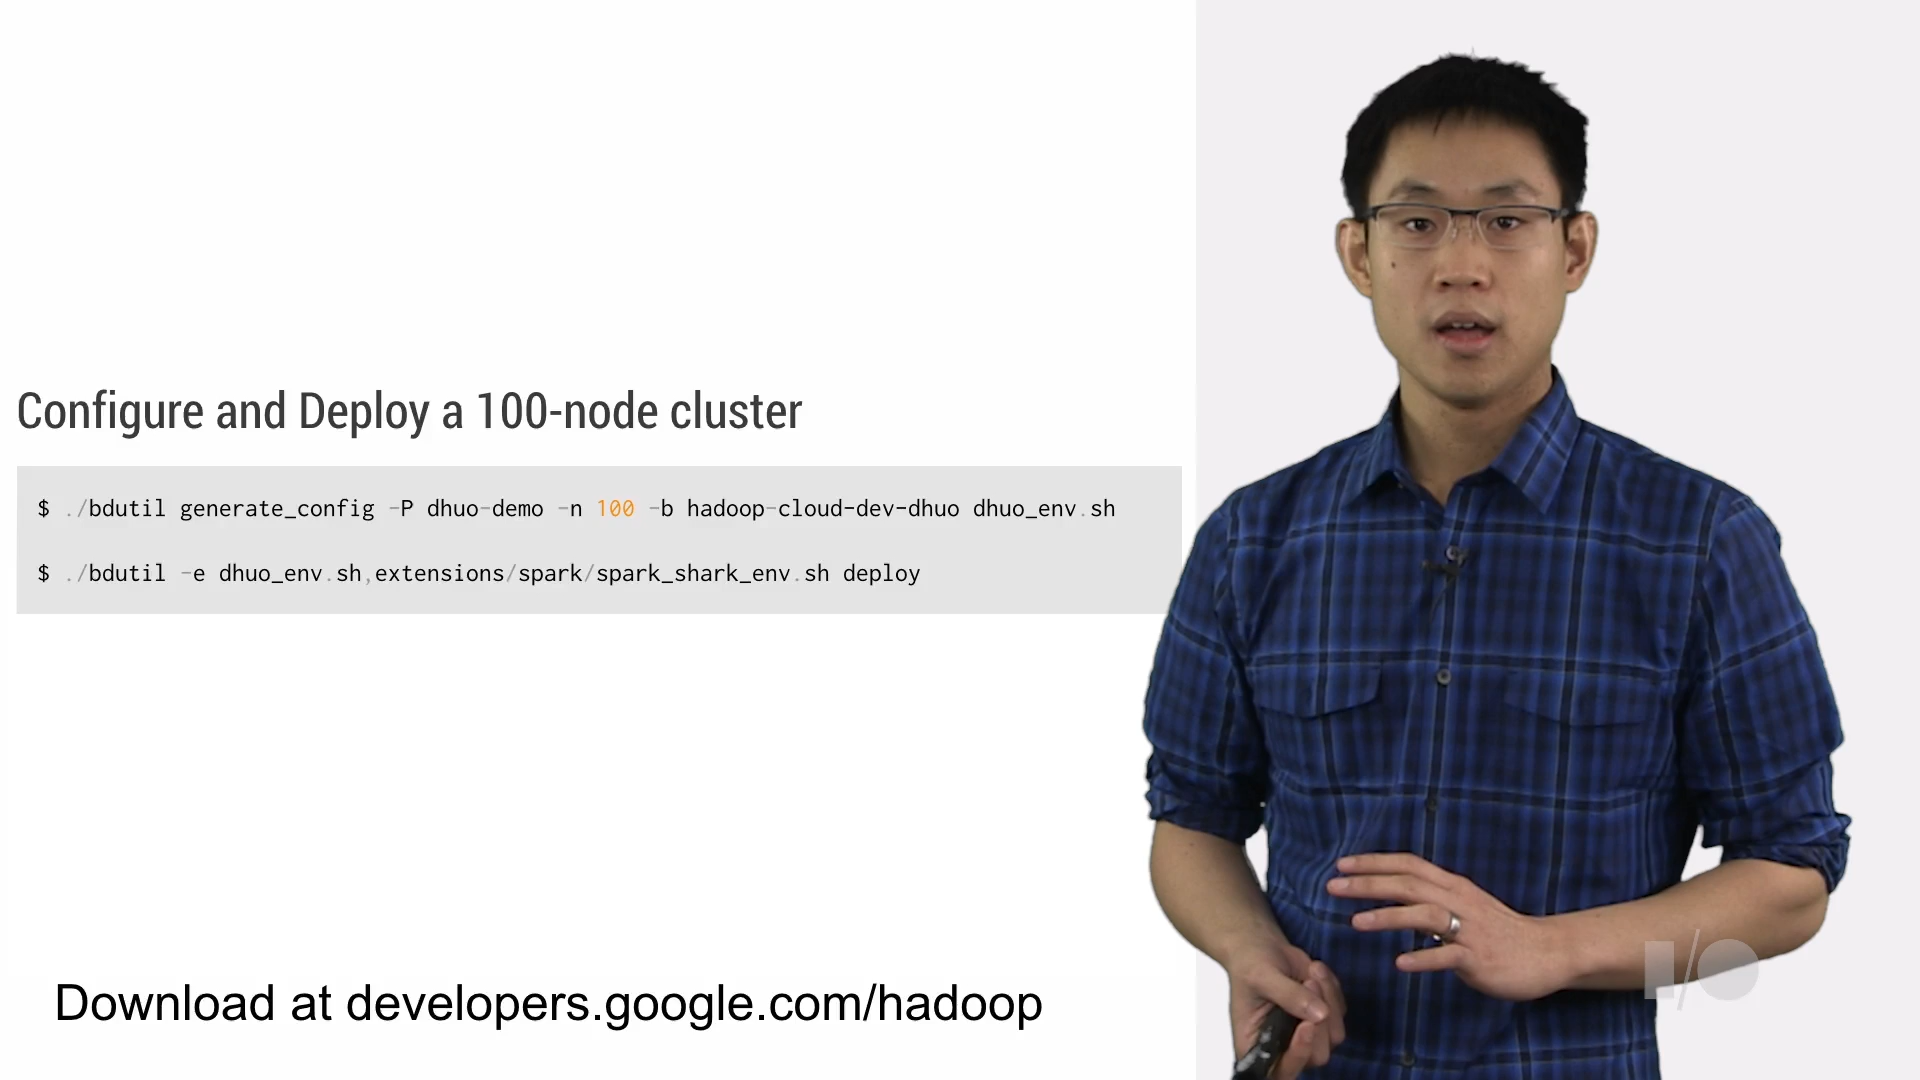 Configure and Deploy a 100-node cluster
$ ./bdutil generate_config -P dhuo-demo -n 100 -b hadoop-cloud-dev-dhuo dhuo_env.sh
$ ./bdutil -e dhuo_env.sh,extensions/spark/spark_shark_env.sh deploy
Download at developers.google.com/hadoop
I/O